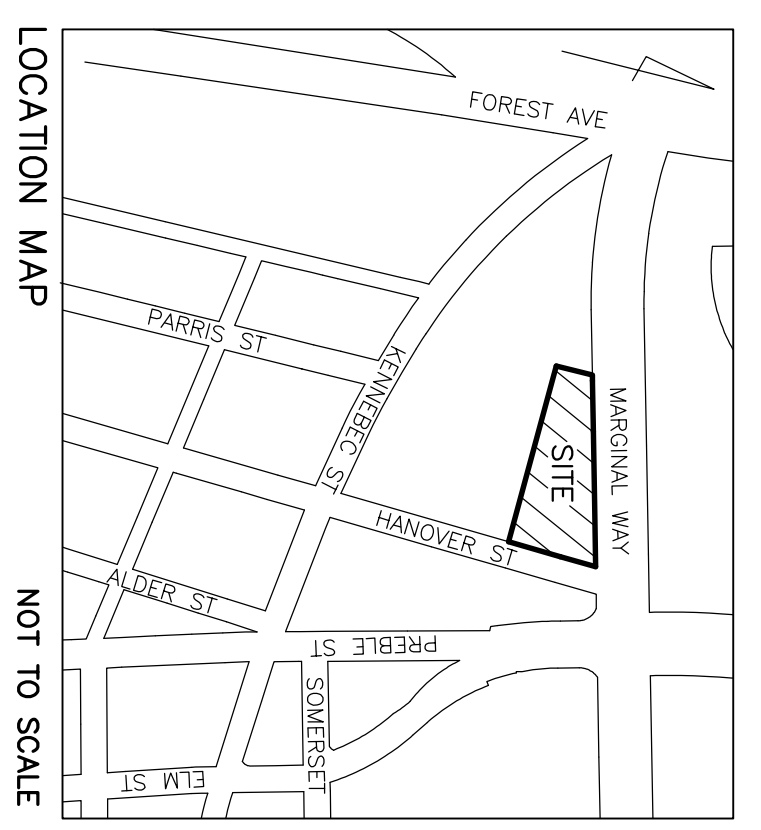 FOREST AVE
PARRIS ST
KENNEBEC ST
MARGINAL WAY
SITE
HANOVER ST
ALDER ST
PREBLE ST
SOMERSET
ELM ST
LOCATION MAP
NOT TO SCALE